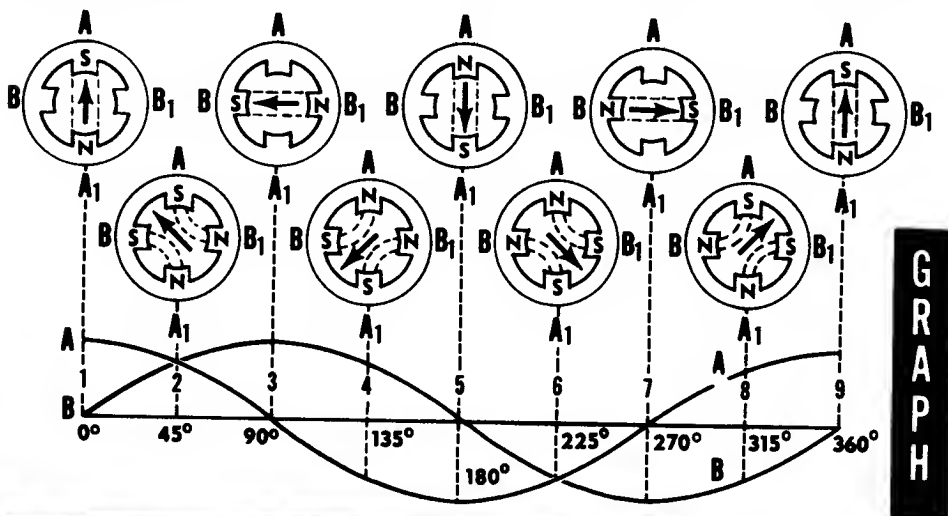 A A A A A
S N S
B B1 B S N B1 B B1 B N S B1 B B1
N S N
A1 A1 A1 A1 A1
A A A A
S N N S
B S N B1 B S N B1 B N S B1 B N S B1
N S S N
A1 A1 A1 A1
A A
1 2 3 4 5 6 7 8 9
B
0° 45° 90° 135° 180° 225° 270° 315° 360°
B
GRAPH